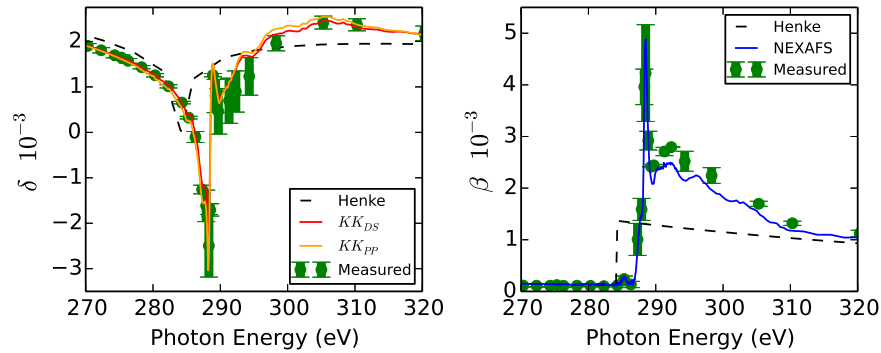 δ 10⁻³
2
1
0
−1
−2
−3
270 280 290 300 310 320
Photon Energy (eV)
Henke
KK_DS
KK_PP
Measured
β 10⁻³
5
4
3
2
1
0
270 280 290 300 310 320
Photon Energy (eV)
Henke
NEXAFS
Measured